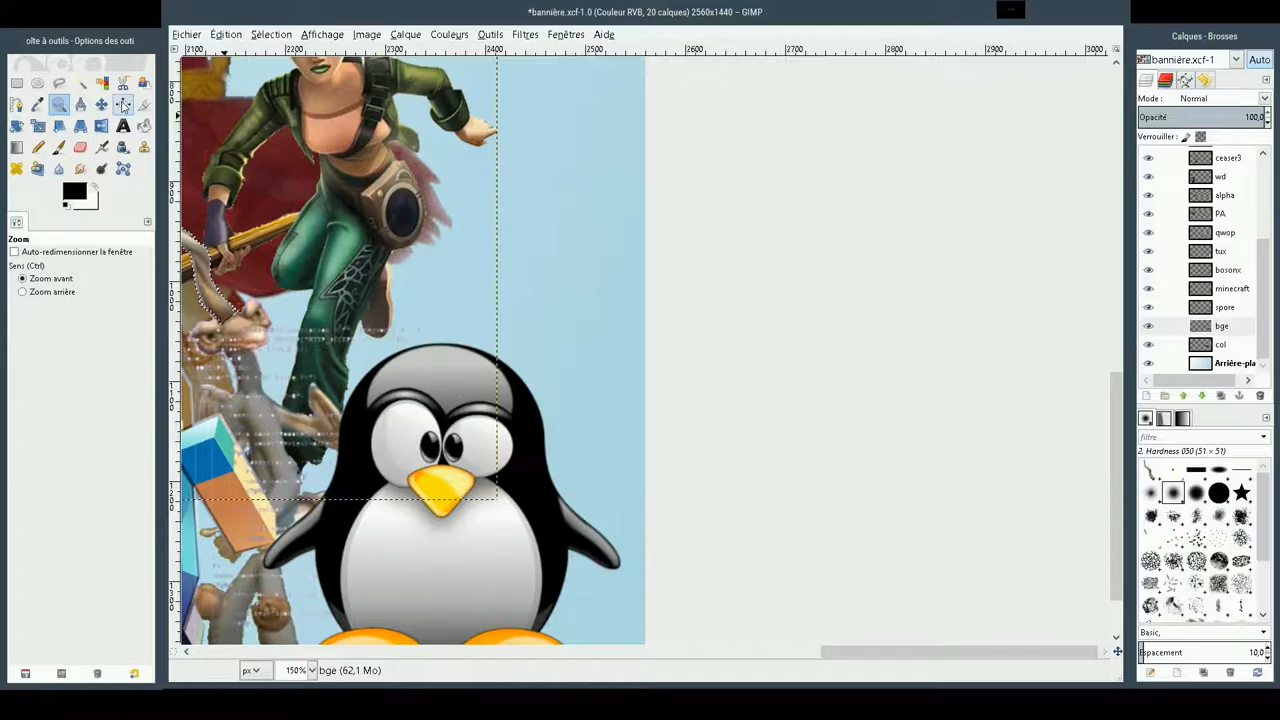 *bannière.xcf-1.0 (Couleur RVB, 20 calques) 2560x1440 – GIMP
oîte à outils - Options des outi
Calques - Brosses
Fichier Édition Sélection Affichage Image Calque Couleurs Outils Filtres Fenêtres Aide
2100 2200 2300 2400 2500 2600 2700 2800 2900 3000
bannière.xcf-1 Auto
Mode : Normal
Opacité 100,0
Verrouiller :
ceaser3
wd
alpha
PA
qwop
tux
bosonx
minecraft
spore
bge
col
Arrière-pla
Zoom
Auto-redimensionner la fenêtre
Sens (Ctrl)
Zoom avant
Zoom arrière
filtre
2. Hardness 050 (51 × 51)
Basic,
Espacement 10,0
px 150% bge (62,1 Mo)